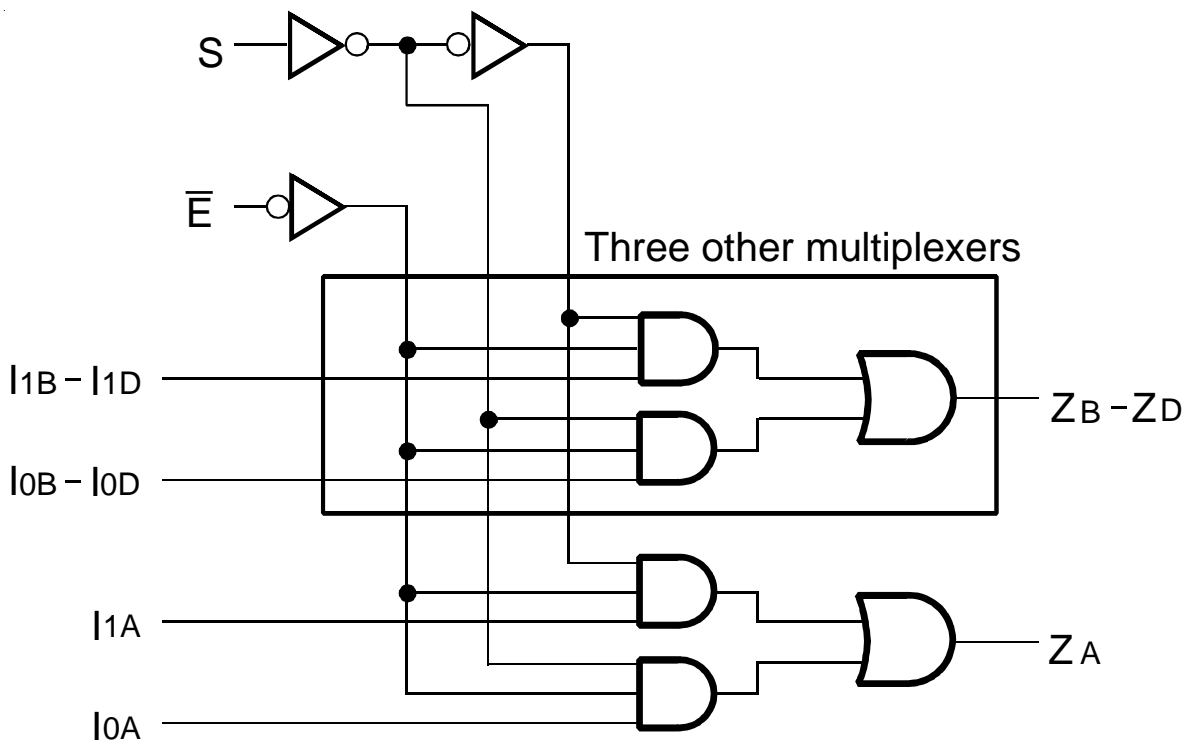 S
E̅
Three other multiplexers
I1B – I1D
ZB – ZD
I0B – I0D
I1A
ZA
I0A